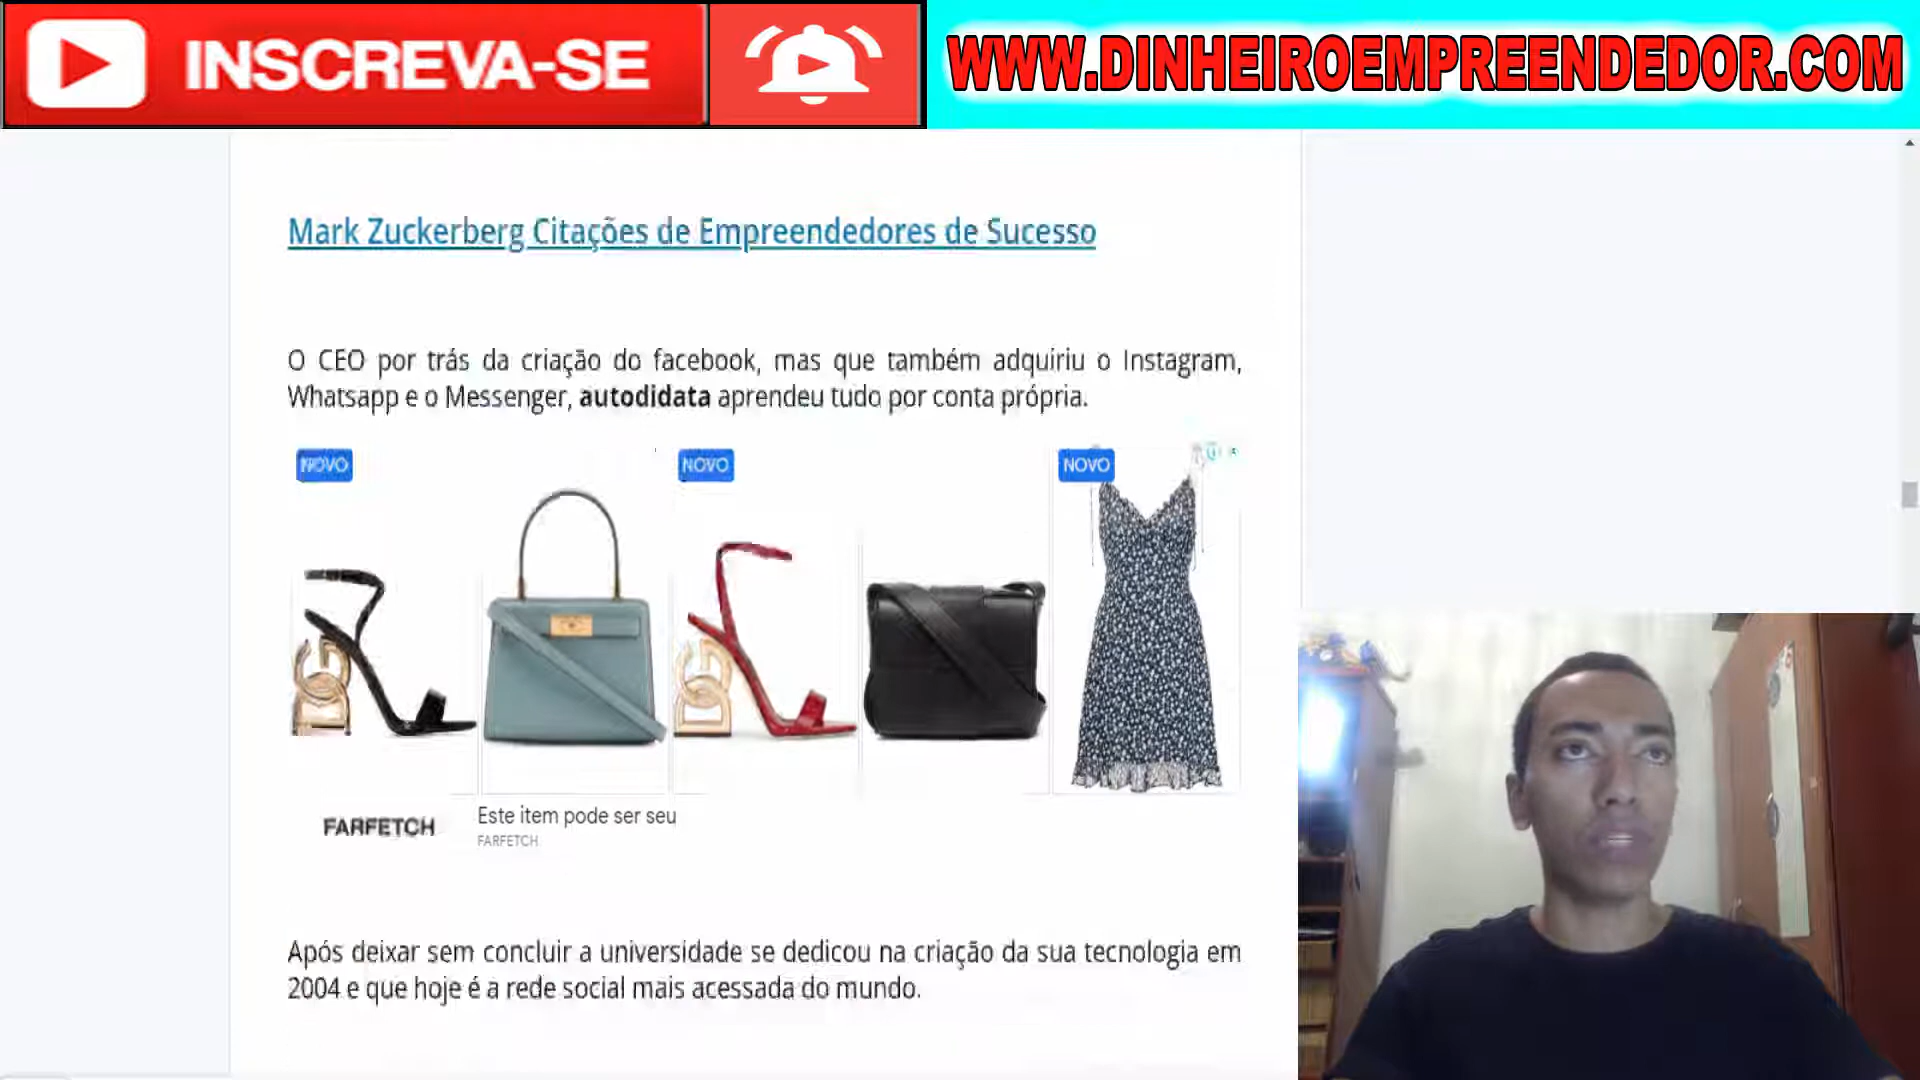 INSCREVA-SE
WWW.DINHEIROEMPREENDEDOR.COM
Mark Zuckerberg Citações de Empreendedores de Sucesso
O CEO por trás da criação do facebook, mas que também adquiriu o Instagram,
Whatsapp e o Messenger, autodidata aprendeu tudo por conta própria.
NOVO
NOVO
NOVO
FARFETCH
Este item pode ser seu
FARFETCH
Após deixar sem concluir a universidade se dedicou na criação da sua tecnologia em
2004 e que hoje é a rede social mais acessada do mundo.